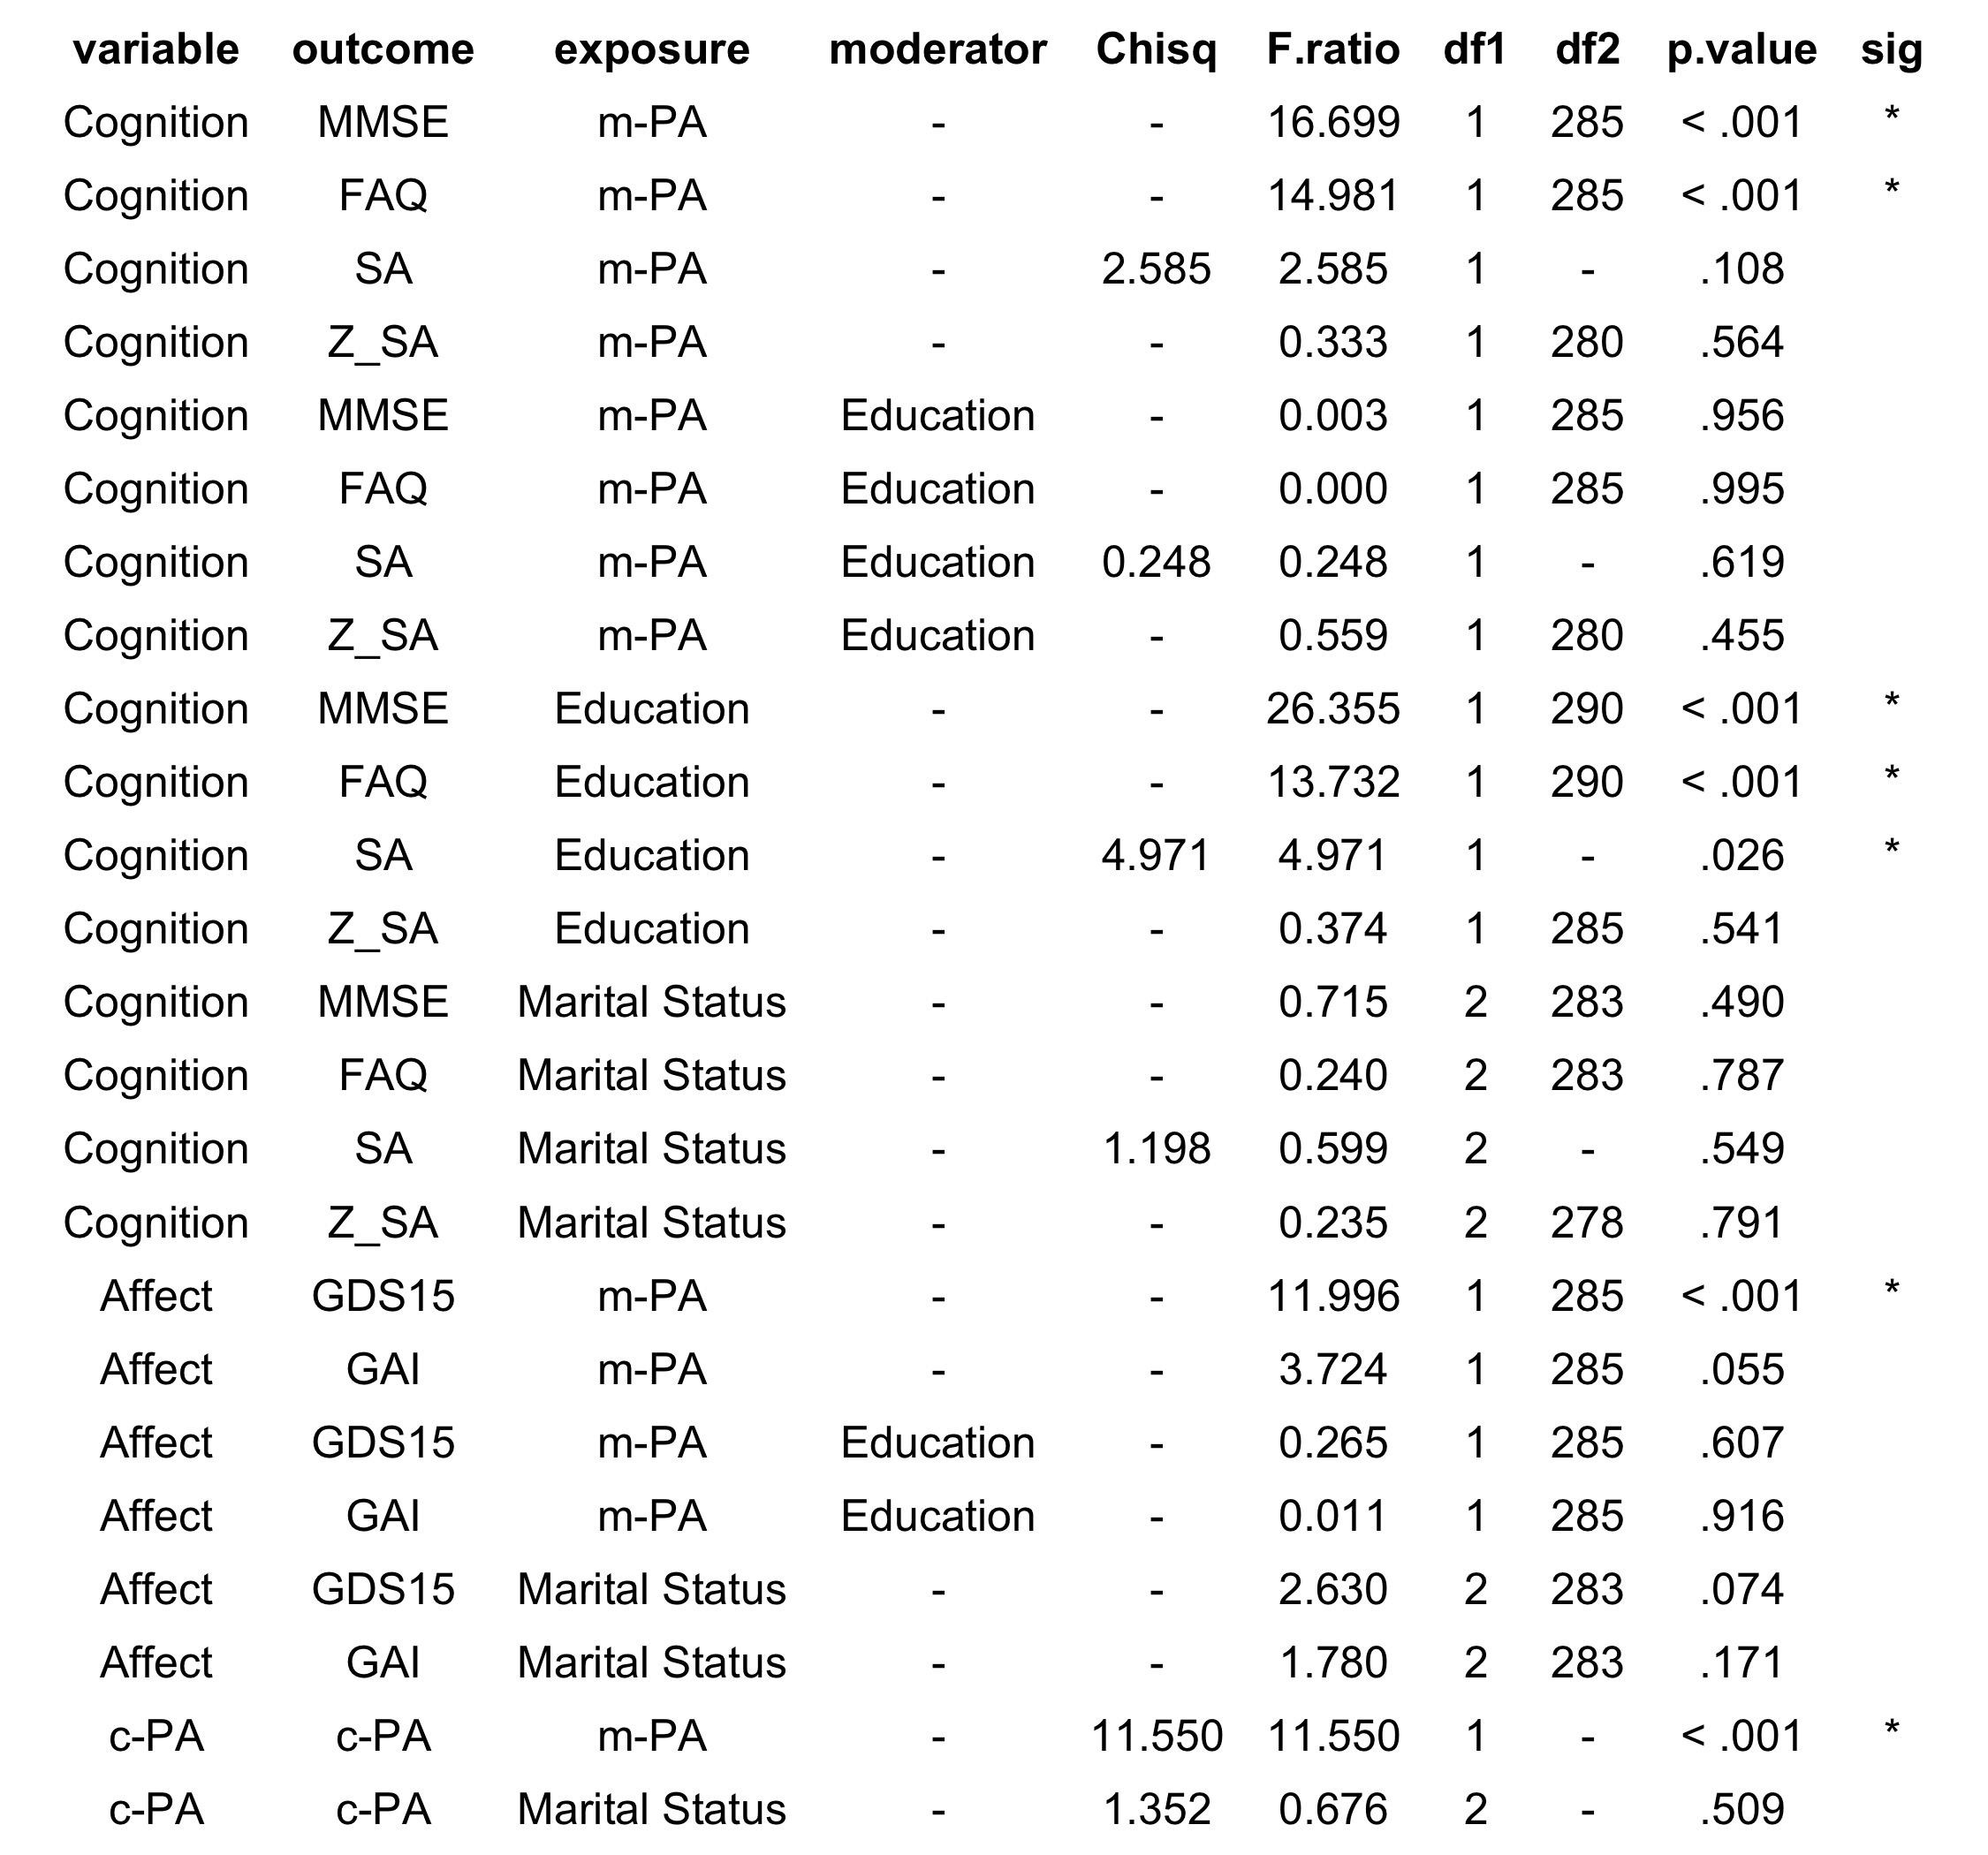 variable outcome exposure moderator Chisq F.ratio df1 df2 p.value sig
Cognition MMSE m-PA - - 16.699 1 285 < .001 *
Cognition FAQ m-PA - - 14.981 1 285 < .001 *
Cognition SA m-PA - 2.585 2.585 1 - .108
Cognition Z_SA m-PA - - 0.333 1 280 .564
Cognition MMSE m-PA Education - 0.003 1 285 .956
Cognition FAQ m-PA Education - 0.000 1 285 .995
Cognition SA m-PA Education 0.248 0.248 1 - .619
Cognition Z_SA m-PA Education - 0.559 1 280 .455
Cognition MMSE Education - - 26.355 1 290 < .001 *
Cognition FAQ Education - - 13.732 1 290 < .001 *
Cognition SA Education - 4.971 4.971 1 - .026 *
Cognition Z_SA Education - - 0.374 1 285 .541
Cognition MMSE Marital Status - - 0.715 2 283 .490
Cognition FAQ Marital Status - - 0.240 2 283 .787
Cognition SA Marital Status - 1.198 0.599 2 - .549
Cognition Z_SA Marital Status - - 0.235 2 278 .791
Affect GDS15 m-PA - - 11.996 1 285 < .001 *
Affect GAI m-PA - - 3.724 1 285 .055
Affect GDS15 m-PA Education - 0.265 1 285 .607
Affect GAI m-PA Education - 0.011 1 285 .916
Affect GDS15 Marital Status - - 2.630 2 283 .074
Affect GAI Marital Status - - 1.780 2 283 .171
c-PA c-PA m-PA - 11.550 11.550 1 - < .001 *
c-PA c-PA Marital Status - 1.352 0.676 2 - .509